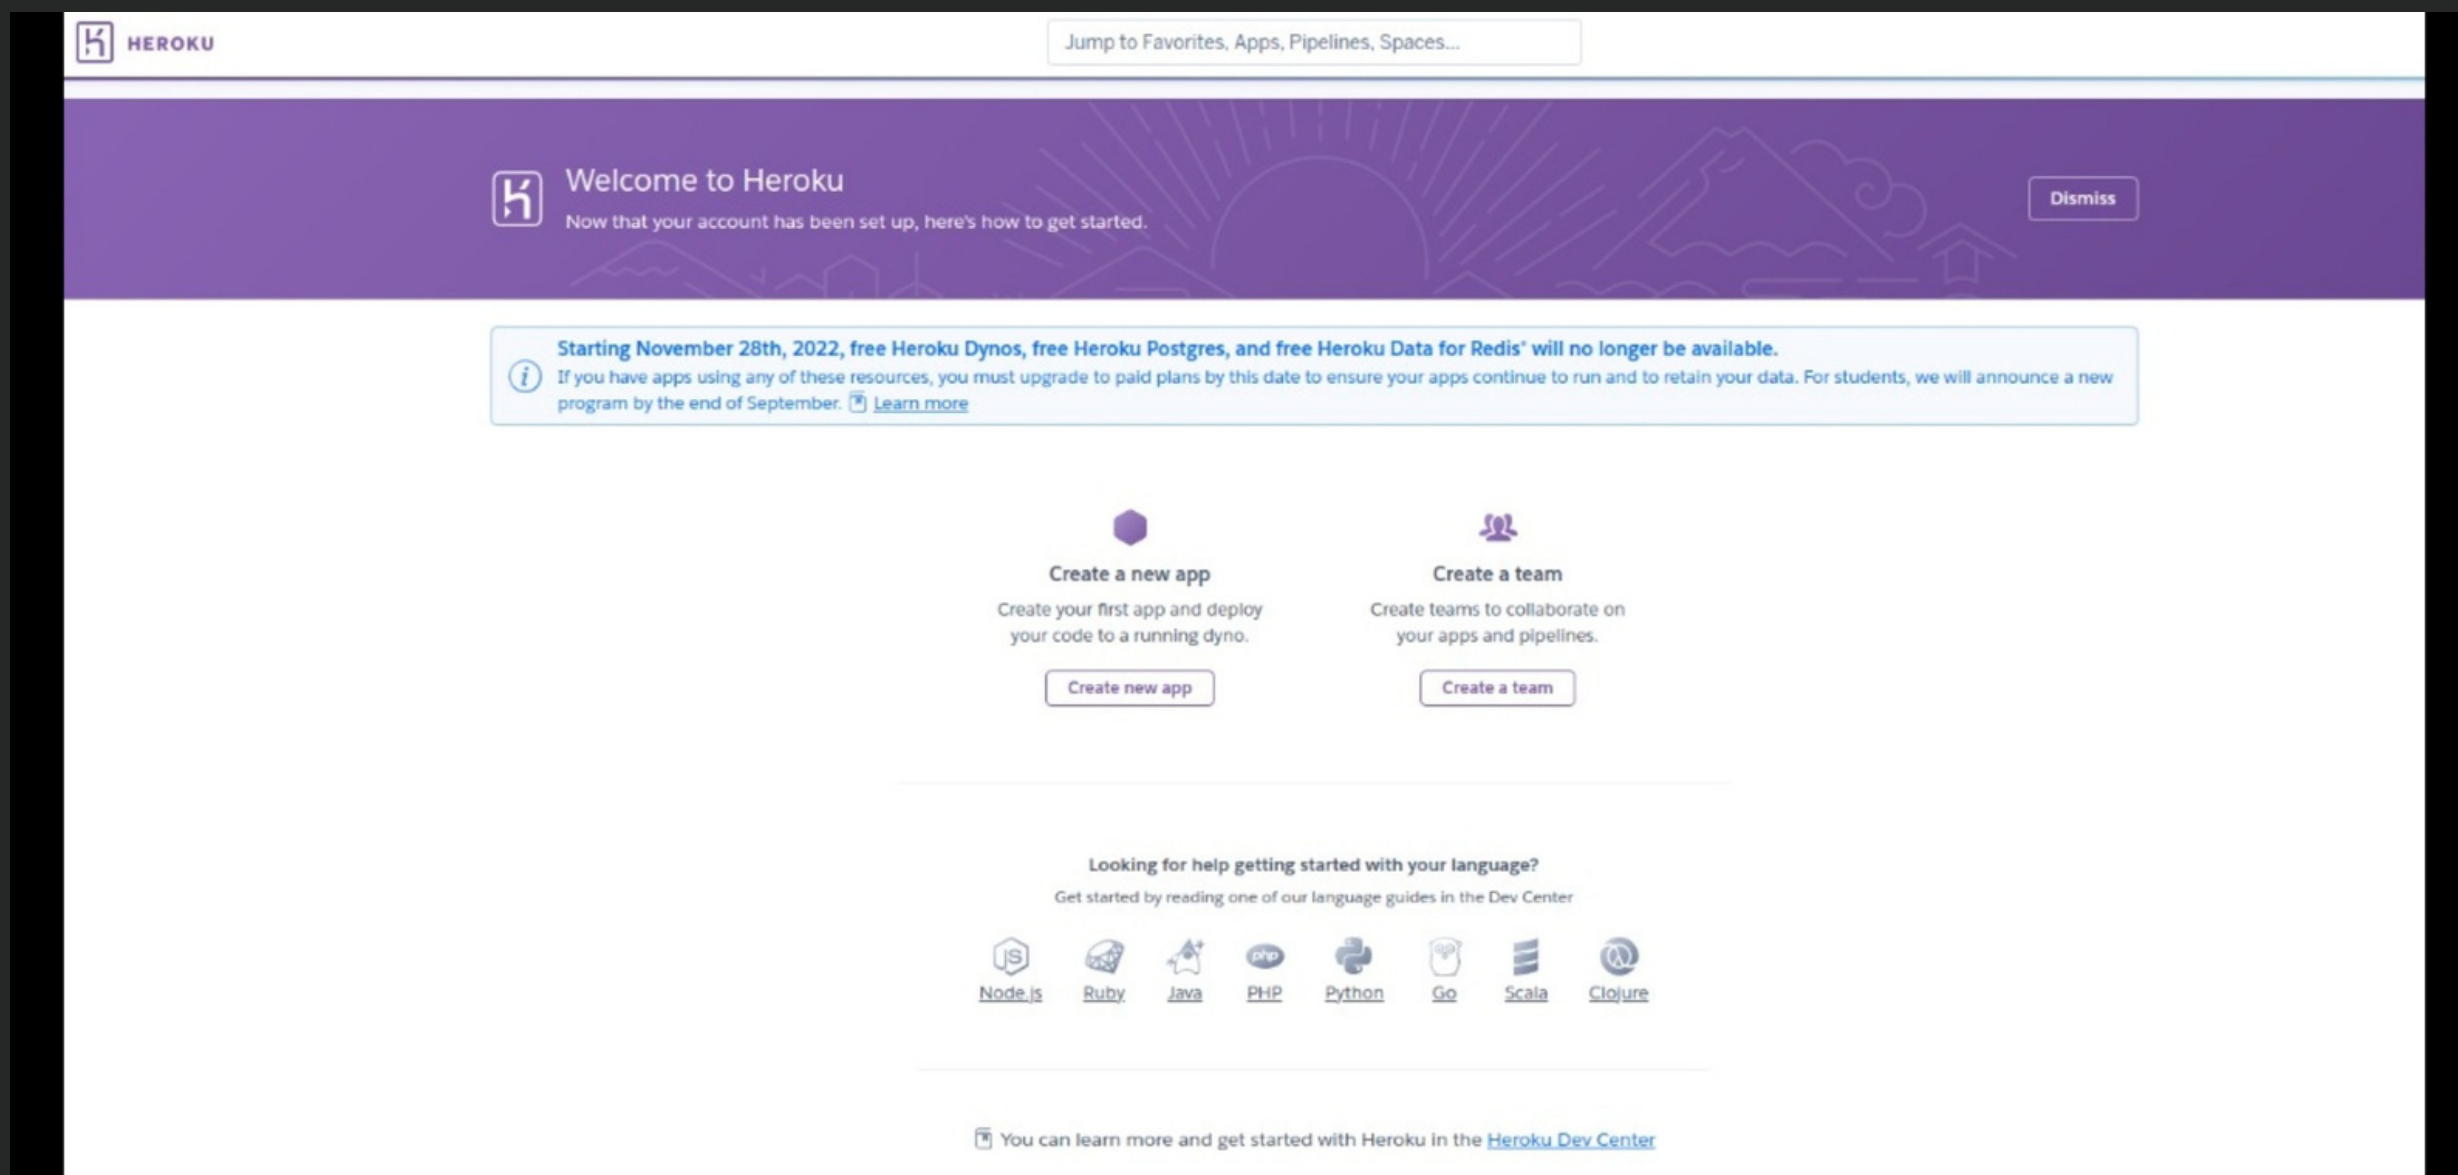 HEROKU
Jump to Favorites, Apps, Pipelines, Spaces...
Welcome to Heroku
Now that your account has been set up, here's how to get started.
Dismiss
Starting November 28th, 2022, free Heroku Dynos, free Heroku Postgres, and free Heroku Data for Redis® will no longer be available.
If you have apps using any of these resources, you must upgrade to paid plans by this date to ensure your apps continue to run and to retain your data. For students, we will announce a new
program by the end of September. Learn more
Create a new app
Create your first app and deploy
your code to a running dyno.
Create new app
Create a team
Create teams to collaborate on
your apps and pipelines.
Create a team
Looking for help getting started with your language?
Get started by reading one of our language guides in the Dev Center
JS
php
Node.js Ruby Java PHP Python Go Scala Clojure
You can learn more and get started with Heroku in the Heroku Dev Center